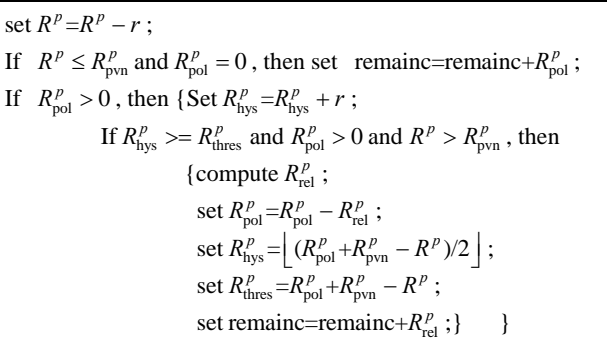 set R^p=R^p − r ;
If R^p ≤ R^p_pvn and R^p_pol = 0 , then set remainc=remainc+R^p_pol ;
If R^p_pol > 0 , then {Set R^p_hys=R^p_hys + r ;
If R^p_hys >= R^p_thres and R^p_pol > 0 and R^p > R^p_pvn , then
{compute R^p_rel ;
set R^p_pol=R^p_pol − R^p_rel ;
set R^p_hys=⌊(R^p_pol+R^p_pvn − R^p)/2⌋ ;
set R^p_thres=R^p_pol+R^p_pvn − R^p ;
set remainc=remainc+R^p_rel ;} }